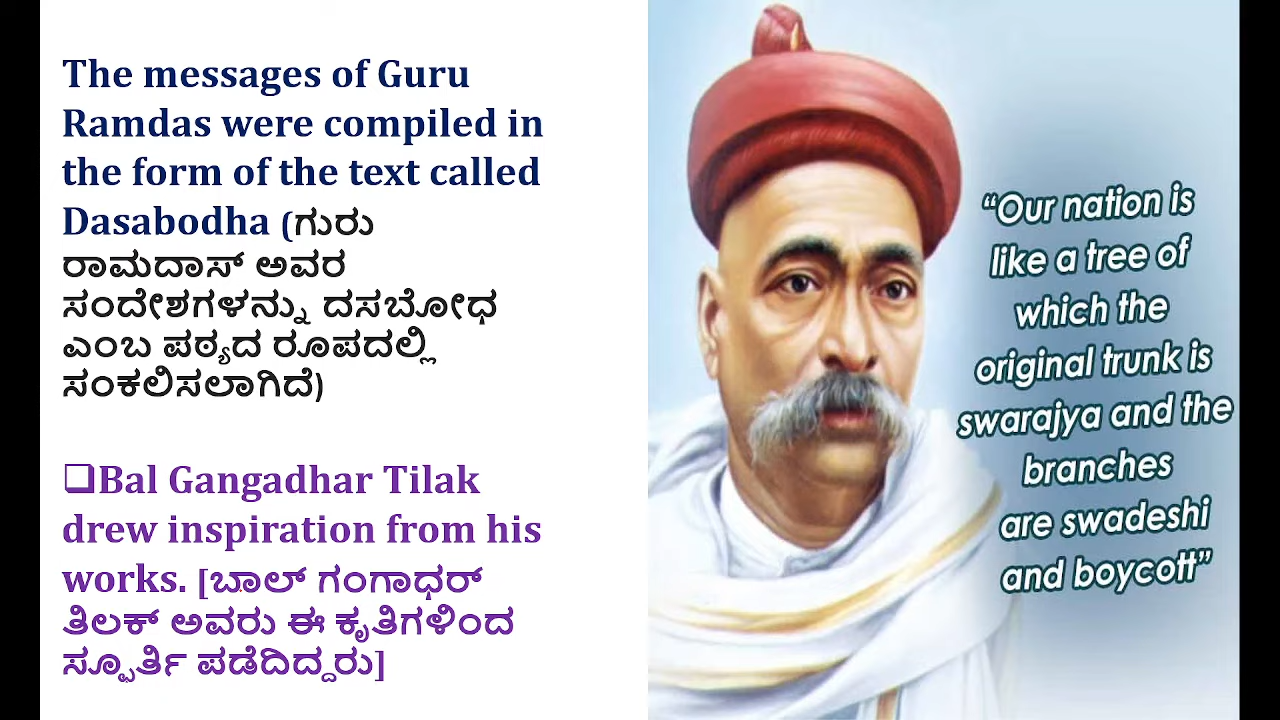 The messages of Guru
Ramdas were compiled in
the form of the text called
Dasabodha (ಗುರು
ರಾಮದಾಸ್ ಅವರ
ಸಂದೇಶಗಳನ್ನು ದಸಬೋಧ
ಎಂಬ ಪಠ್ಯದ ರೂಪದಲ್ಲಿ
ಸಂಕಲಿಸಲಾಗಿದೆ)
❑Bal Gangadhar Tilak
drew inspiration from his
works. [ಬಾಲ್ ಗಂಗಾಧರ್
ತಿಲಕ್ ಅವರು ಈ ಕೃತಿಗಳಿಂದ
ಸ್ಫೂರ್ತಿ ಪಡೆದಿದ್ದರು]
“Our nation is
like a tree of
which the
original trunk is
swarajya and the
branches
are swadeshi
and boycott”